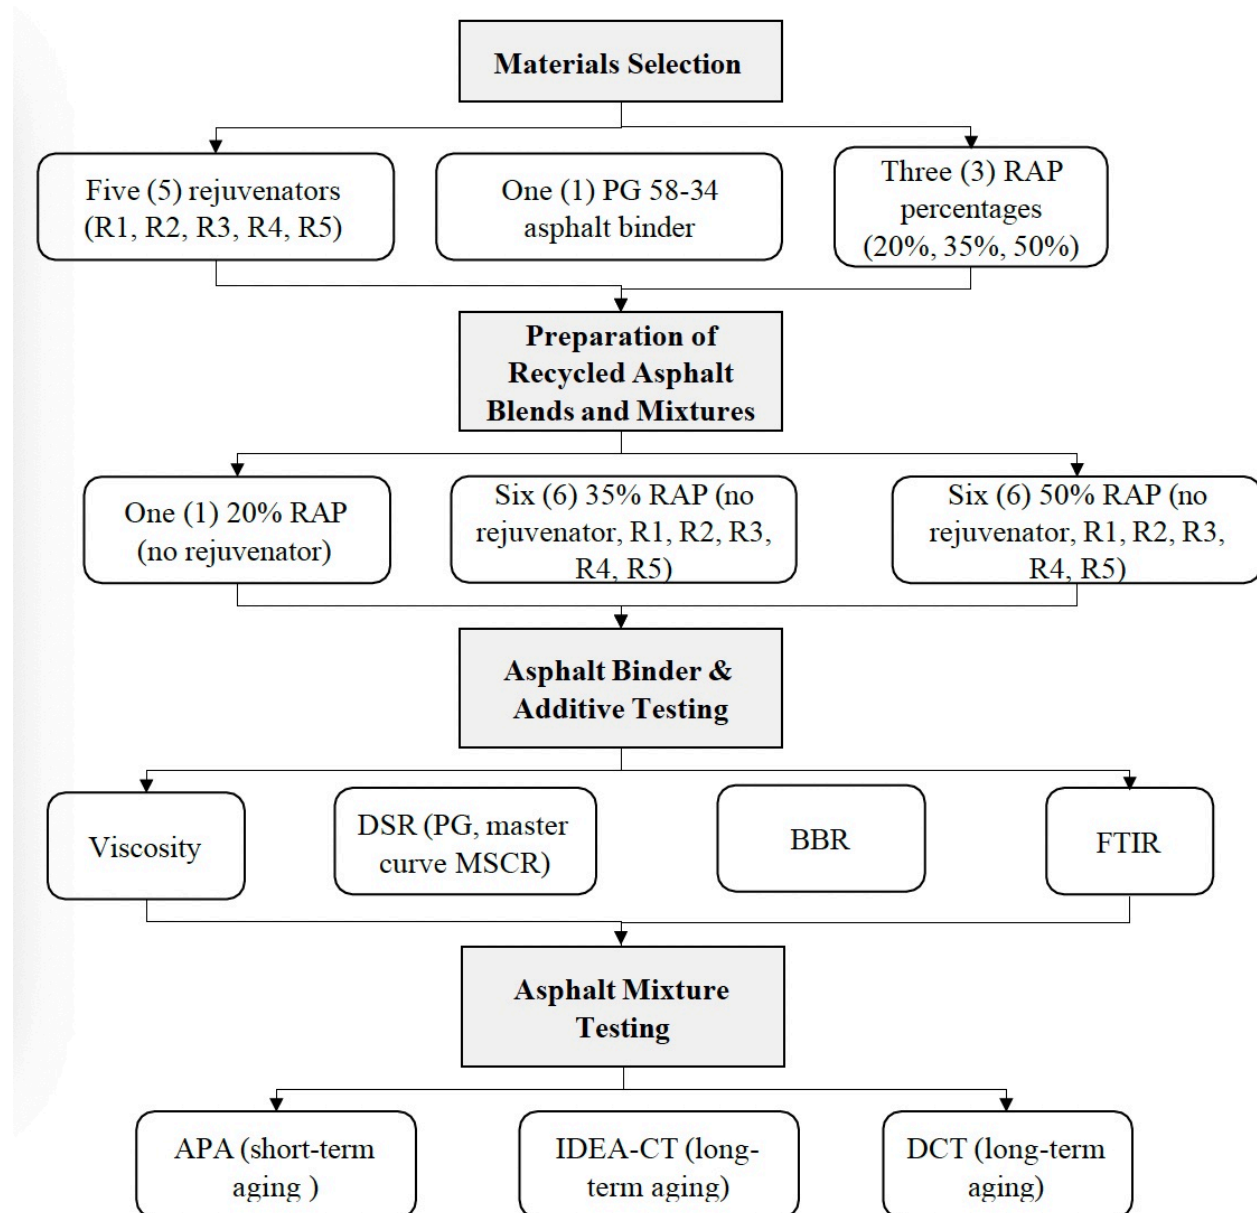 Materials Selection
Five (5) rejuvenators
(R1, R2, R3, R4, R5)
One (1) PG 58-34
asphalt binder
Three (3) RAP
percentages
(20%, 35%, 50%)
Preparation of
Recycled Asphalt
Blends and Mixtures
One (1) 20% RAP
(no rejuvenator)
Six (6) 35% RAP (no
rejuvenator, R1, R2, R3,
R4, R5)
Six (6) 50% RAP (no
rejuvenator, R1, R2, R3,
R4, R5)
Asphalt Binder &
Additive Testing
Viscosity
DSR (PG, master
curve MSCR)
BBR
FTIR
Asphalt Mixture
Testing
APA (short-term
aging )
IDEA-CT (long-
term aging)
DCT (long-term
aging)